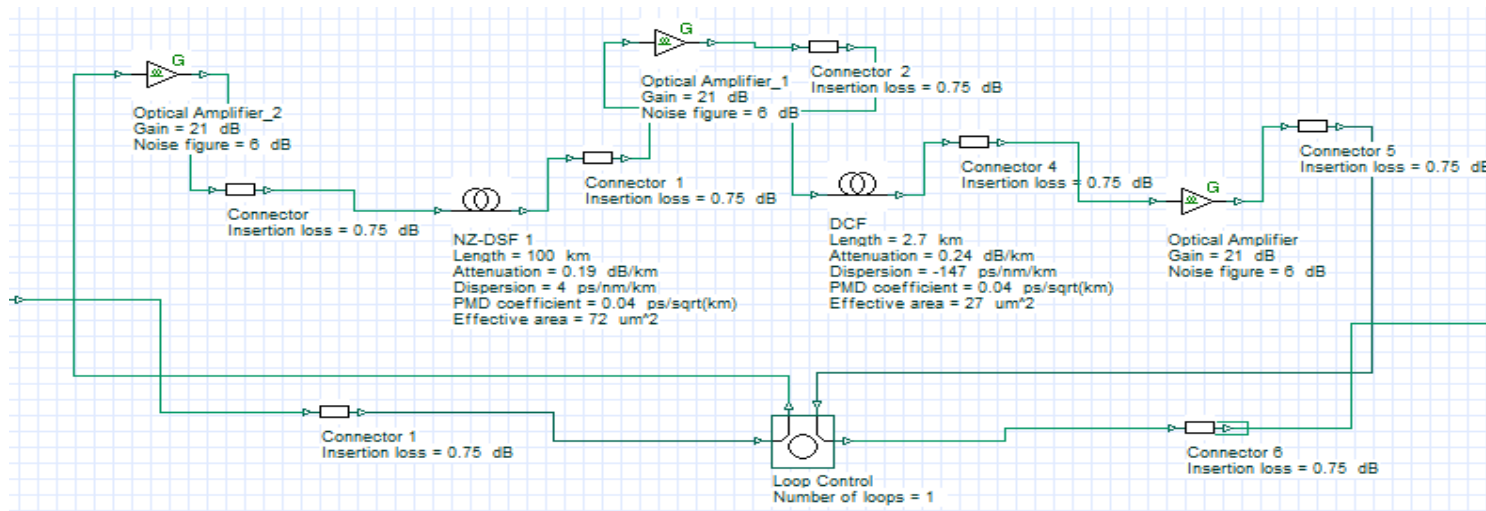 G
Optical Amplifier_2
Gain = 21 dB
Noise figure = 6 dB
Connector
Insertion loss = 0.75 dB
NZ-DSF 1
Length = 100 km
Attenuation = 0.19 dB/km
Dispersion = 4 ps/nm/km
PMD coefficient = 0.04 ps/sqrt(km)
Effective area = 72 um^2
Connector 1
Insertion loss = 0.75 dB
G
Optical Amplifier_1
Gain = 21 dB
Noise figure = 6 dB
Connector 2
Insertion loss = 0.75 dB
DCF
Length = 2.7 km
Attenuation = 0.24 dB/km
Dispersion = -147 ps/nm/km
PMD coefficient = 0.04 ps/sqrt(km)
Effective area = 27 um^2
Connector 4
Insertion loss = 0.75 dB
G
Optical Amplifier
Gain = 21 dB
Noise figure = 6 dB
Connector 5
Insertion loss = 0.75 dB
Connector 1
Insertion loss = 0.75 dB
Loop Control
Number of loops = 1
Connector 6
Insertion loss = 0.75 dB